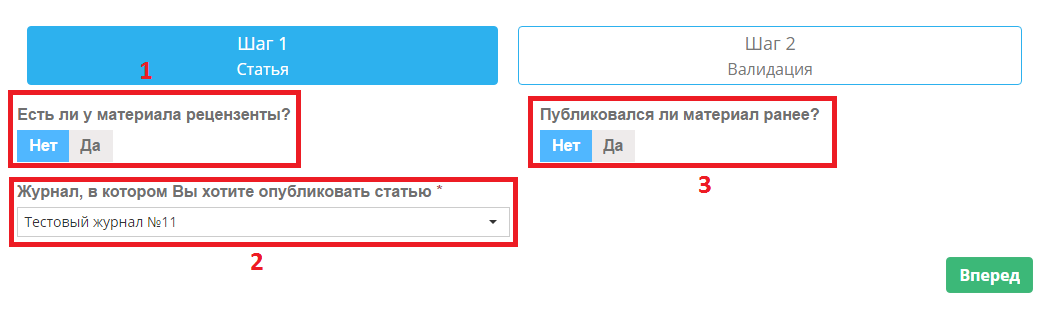 Шаг 1
Статья
Шаг 2
Валидация
1
Есть ли у материала рецензенты?
Нет Да
Публиковался ли материал ранее?
Нет Да
3
Журнал, в котором Вы хотите опубликовать статью *
Тестовый журнал №11
2
Вперед